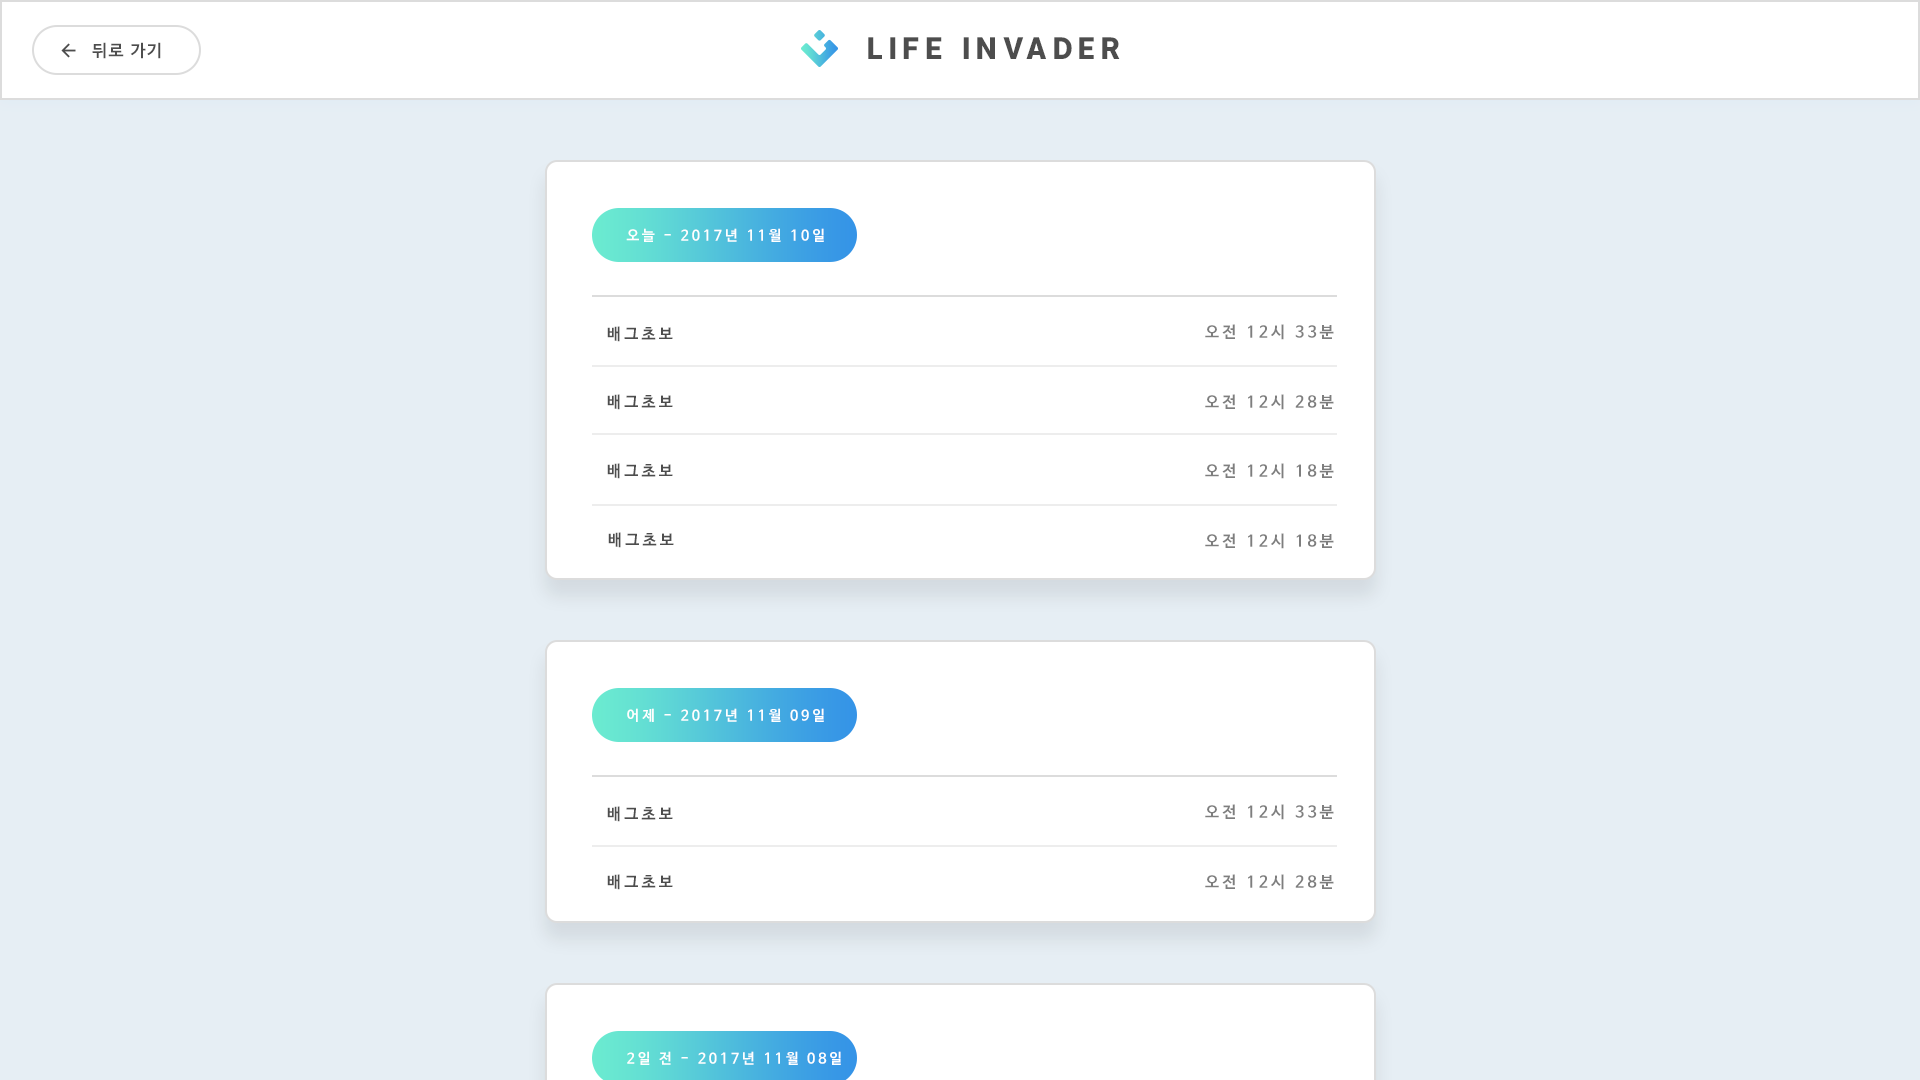 뒤로 가기
LIFE INVADER
오늘 - 2017년 11월 10일
배그초보 오전 12시 33분
배그초보 오전 12시 28분
배그초보 오전 12시 18분
배그초보 오전 12시 18분
어제 - 2017년 11월 09일
배그초보 오전 12시 33분
배그초보 오전 12시 28분
2일 전 - 2017년 11월 08일